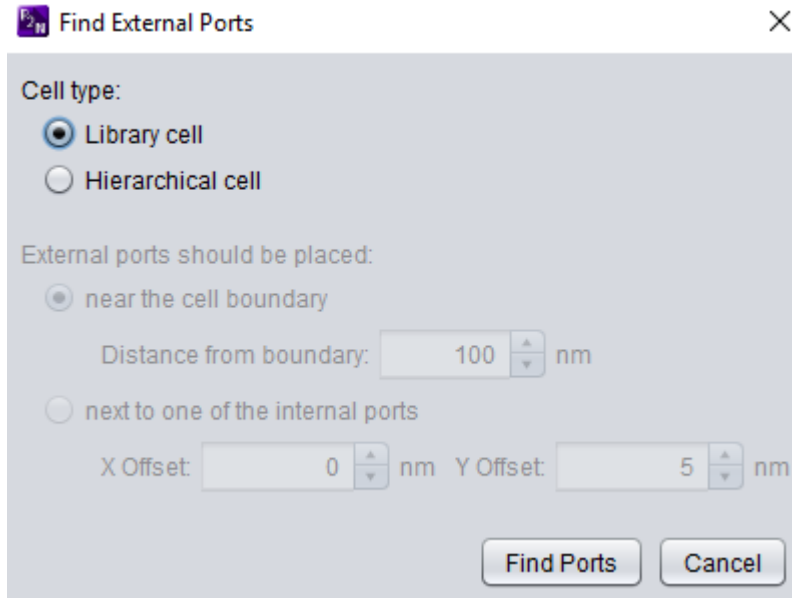 P2N Find External Ports
Cell type:
Library cell
Hierarchical cell
External ports should be placed:
near the cell boundary
Distance from boundary: 100 nm
next to one of the internal ports
X Offset: 0 nm Y Offset: 5 nm
Find Ports Cancel